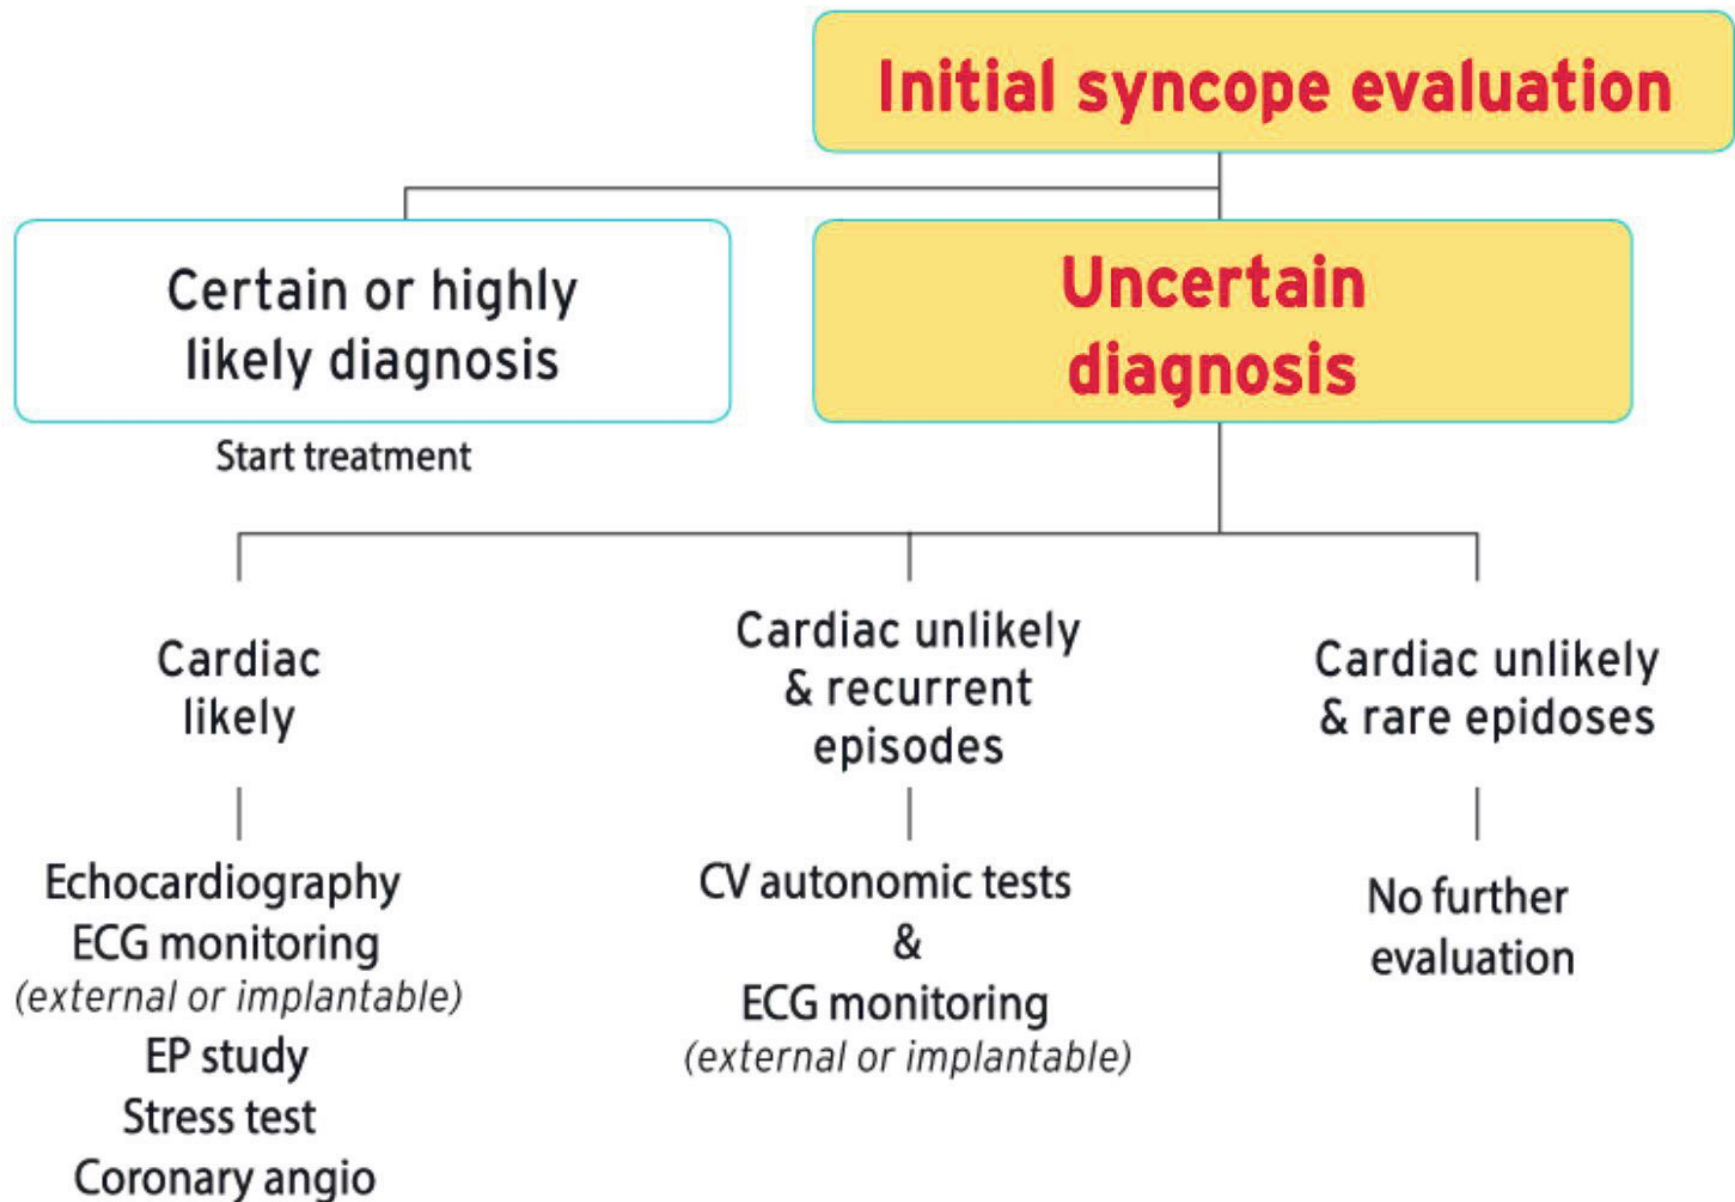 Initial syncope evaluation
Certain or highly
likely diagnosis
Start treatment
Uncertain
diagnosis
Cardiac
likely
Echocardiography
ECG monitoring
(external or implantable)
EP study
Stress test
Coronary angio
Cardiac unlikely
& recurrent
episodes
CV autonomic tests
&
ECG monitoring
(external or implantable)
Cardiac unlikely
& rare epidoses
No further
evaluation